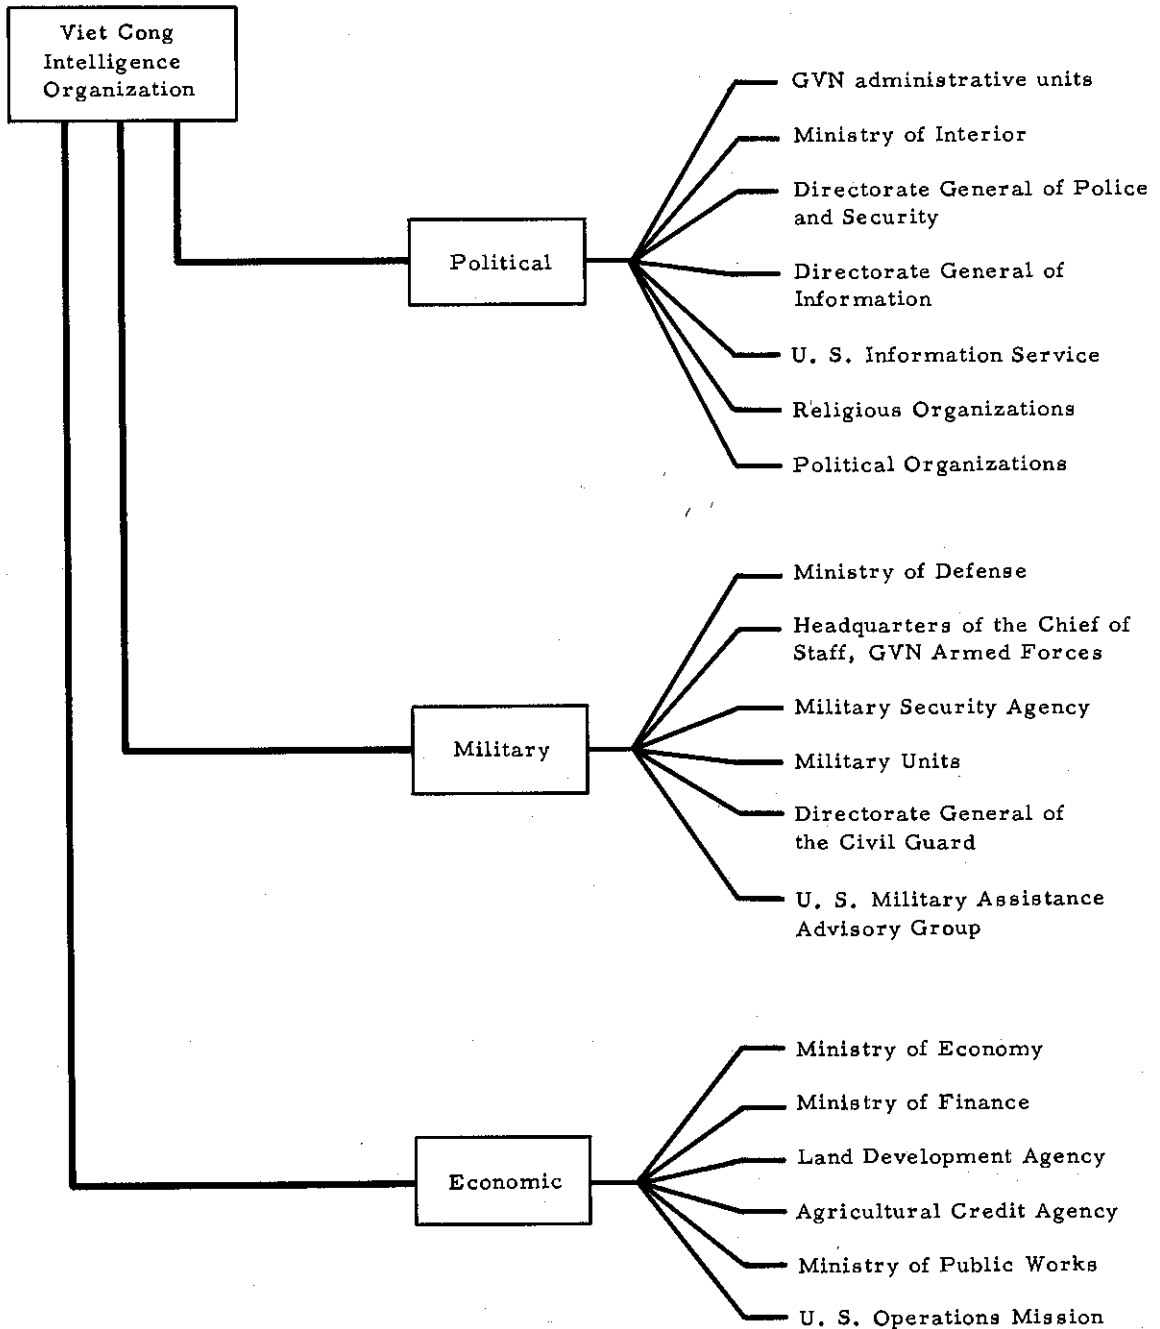 Viet Cong
Intelligence
Organization
Political
GVN administrative units
Ministry of Interior
Directorate General of Police
and Security
Directorate General of
Information
U. S. Information Service
Religious Organizations
Political Organizations
Military
Ministry of Defense
Headquarters of the Chief of
Staff, GVN Armed Forces
Military Security Agency
Military Units
Directorate General of
the Civil Guard
U. S. Military Assistance
Advisory Group
Economic
Ministry of Economy
Ministry of Finance
Land Development Agency
Agricultural Credit Agency
Ministry of Public Works
U. S. Operations Mission